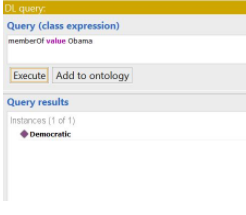 DL query:
Query (class expression)
memberOf value Obama
Execute Add to ontology
Query results
Instances (1 of 1)
Democratic